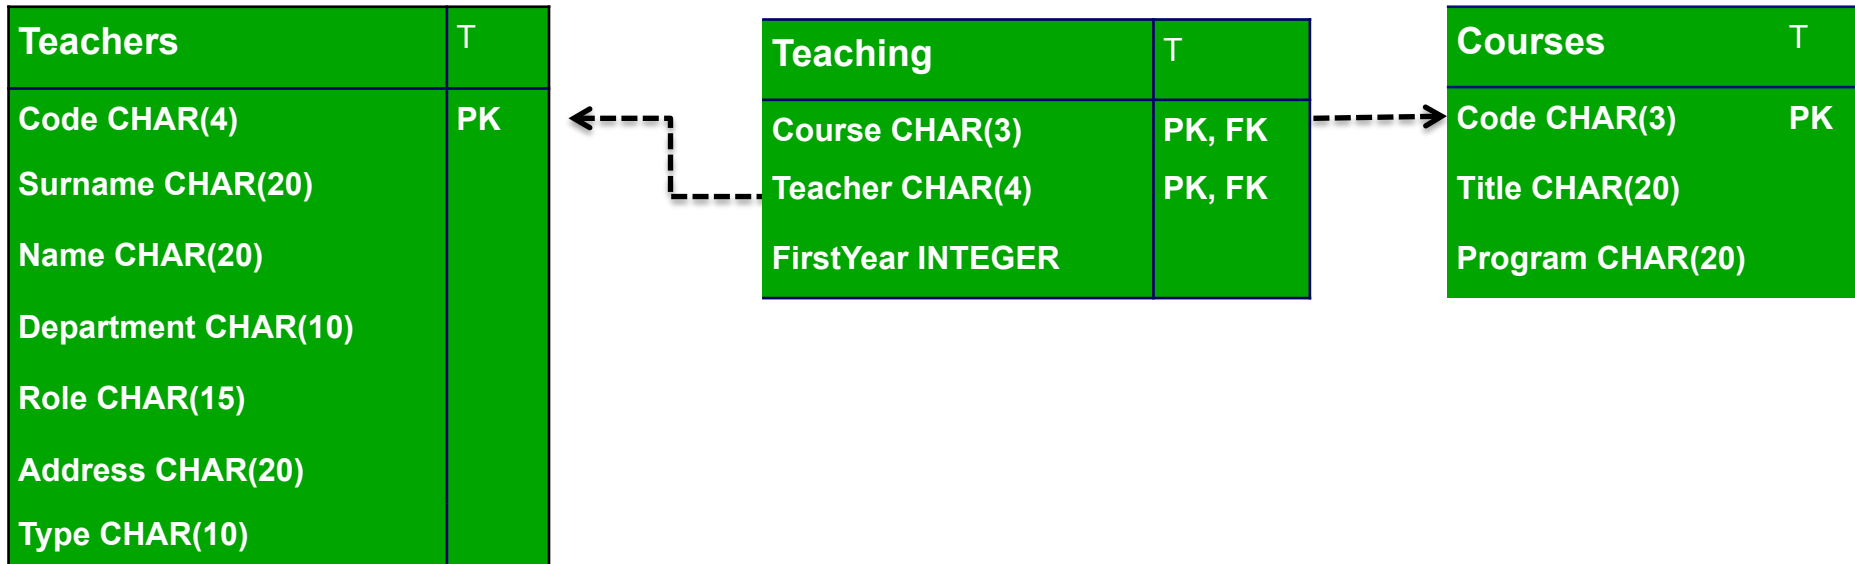 Teachers T
Code CHAR(4) PK
Surname CHAR(20)
Name CHAR(20)
Department CHAR(10)
Role CHAR(15)
Address CHAR(20)
Type CHAR(10)
Teaching T
Course CHAR(3) PK, FK
Teacher CHAR(4) PK, FK
FirstYear INTEGER
Courses T
Code CHAR(3) PK
Title CHAR(20)
Program CHAR(20)